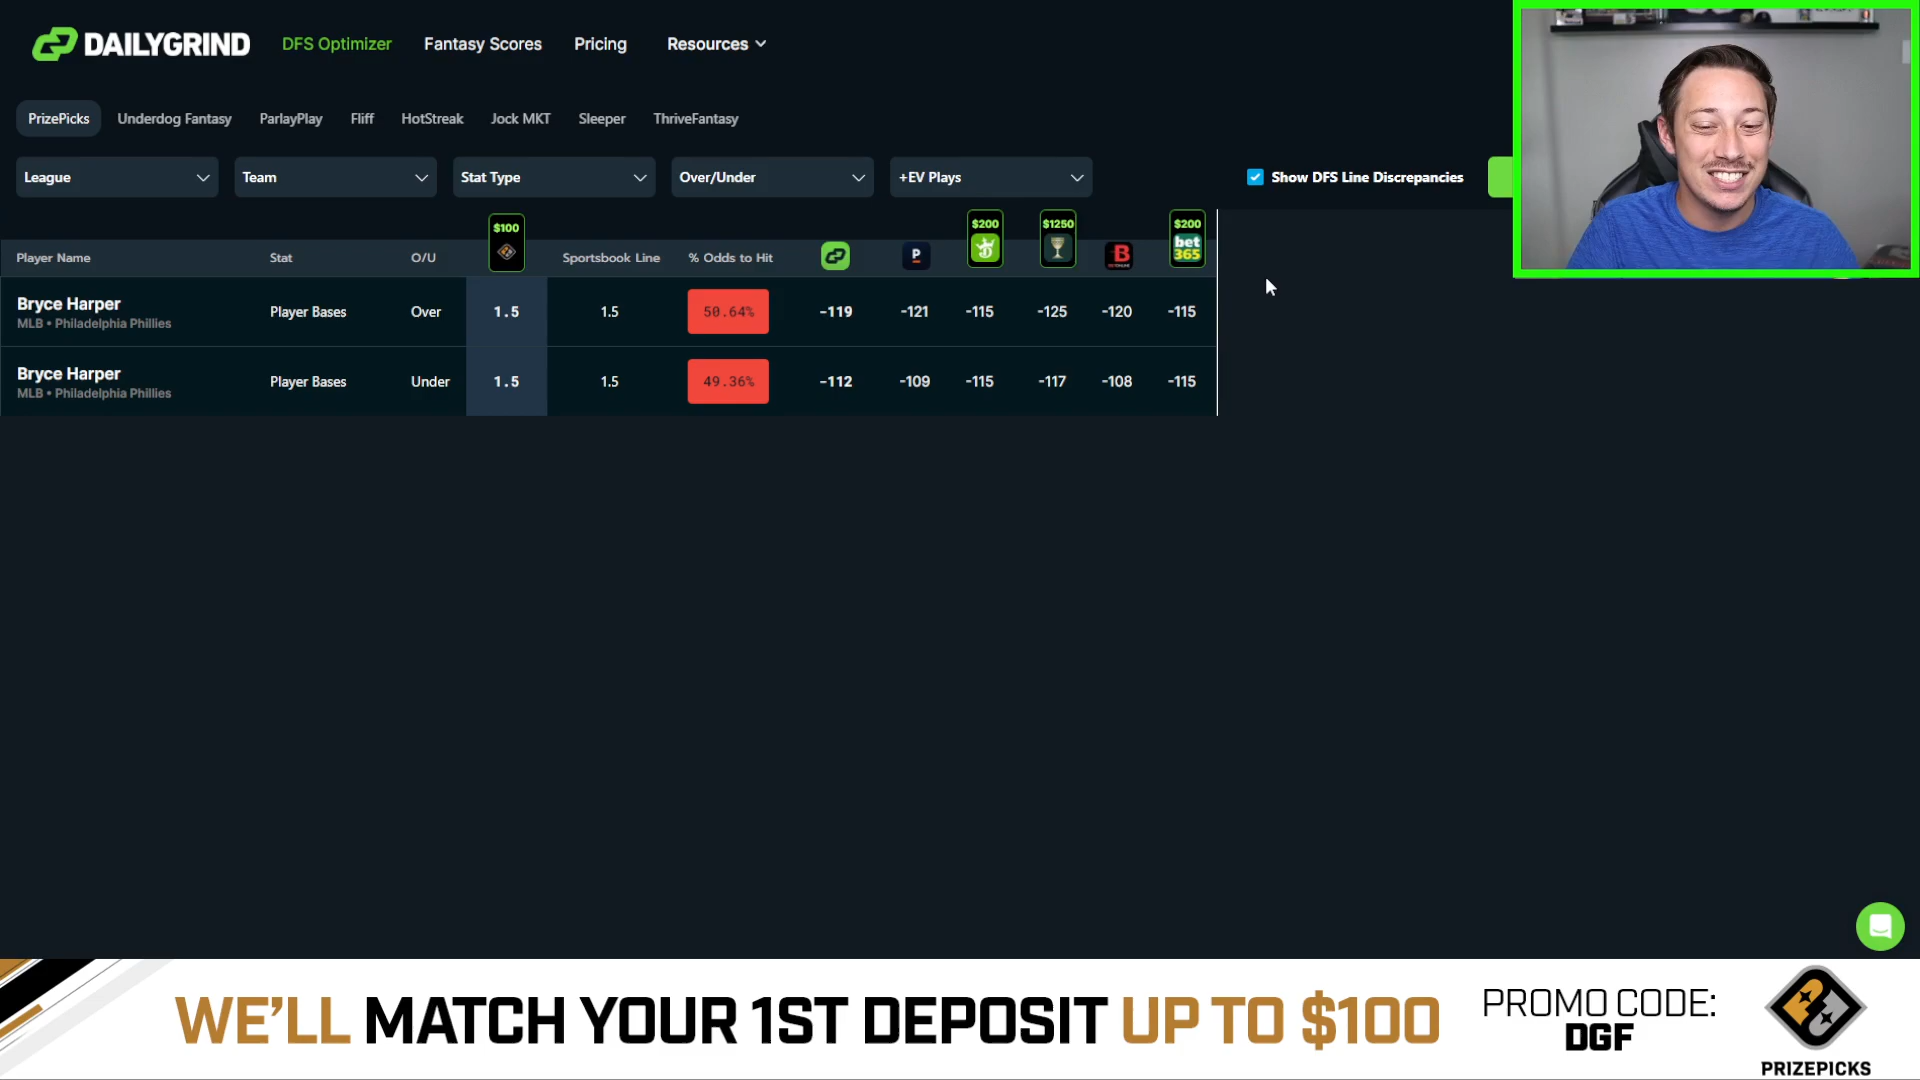 DAILYGRIND
DFS Optimizer
Fantasy Scores
Pricing
Resources
PrizePicks
Underdog Fantasy
ParlayPlay
Fliff
HotStreak
Jock MKT
Sleeper
ThriveFantasy
League
Team
Stat Type
Over/Under
+EV Plays
Show DFS Line Discrepancies
Player Name
Stat
O/U
$100
Sportsbook Line
% Odds to Hit
P
$200
$1250
B
$200
bet
365
Bryce Harper
MLB • Philadelphia Phillies
Player Bases
Over
1.5
1.5
50.64%
-119
-121
-115
-125
-120
-115
Bryce Harper
MLB • Philadelphia Phillies
Player Bases
Under
1.5
1.5
49.36%
-112
-109
-115
-117
-108
-115
WE'LL MATCH YOUR 1ST DEPOSIT UP TO $100
PROMO CODE:
DGF
PRIZEPICKS